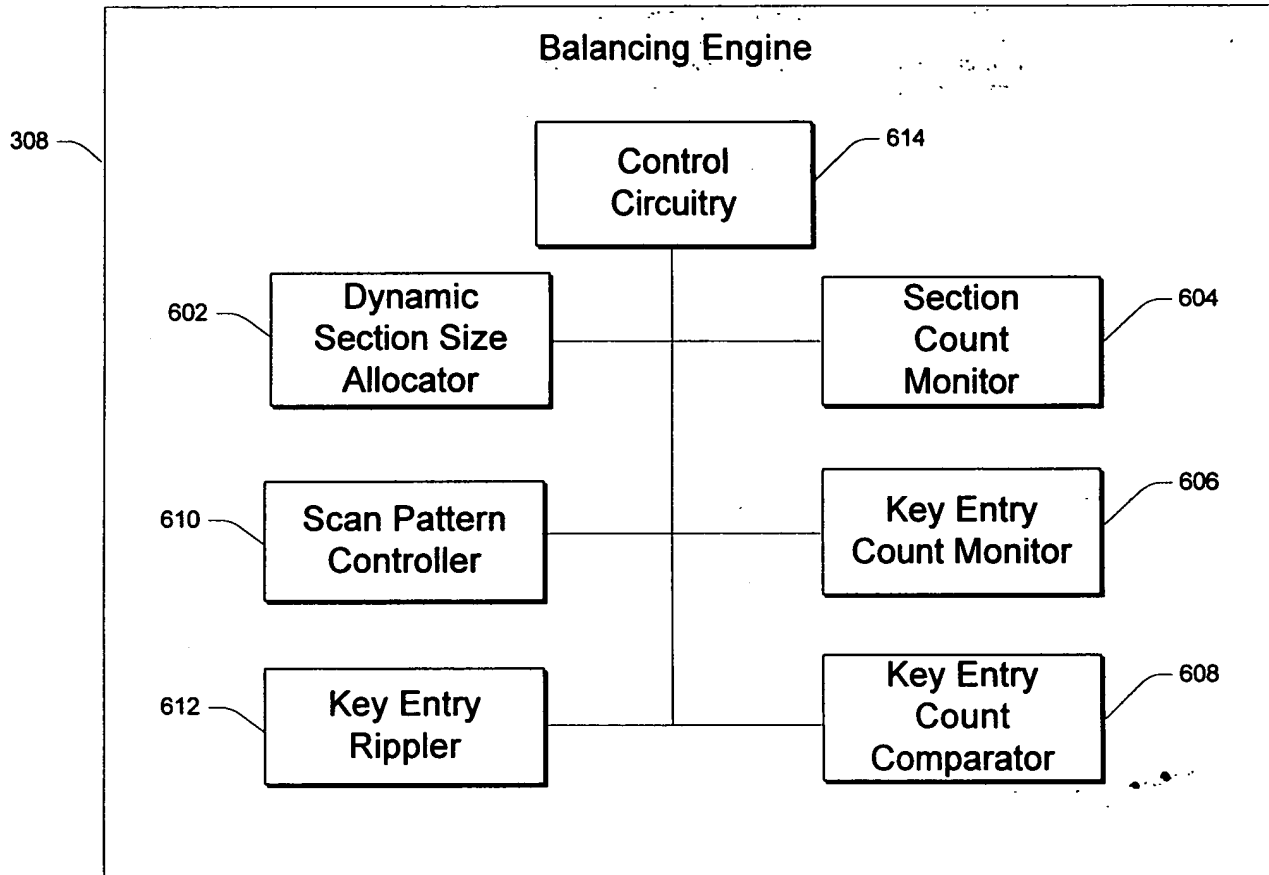 Balancing Engine
308
614
Control
Circuitry
602
Dynamic
Section Size
Allocator
Section
Count
Monitor
604
610
Scan Pattern
Controller
Key Entry
Count Monitor
606
612
Key Entry
Rippler
Key Entry
Count
Comparator
608